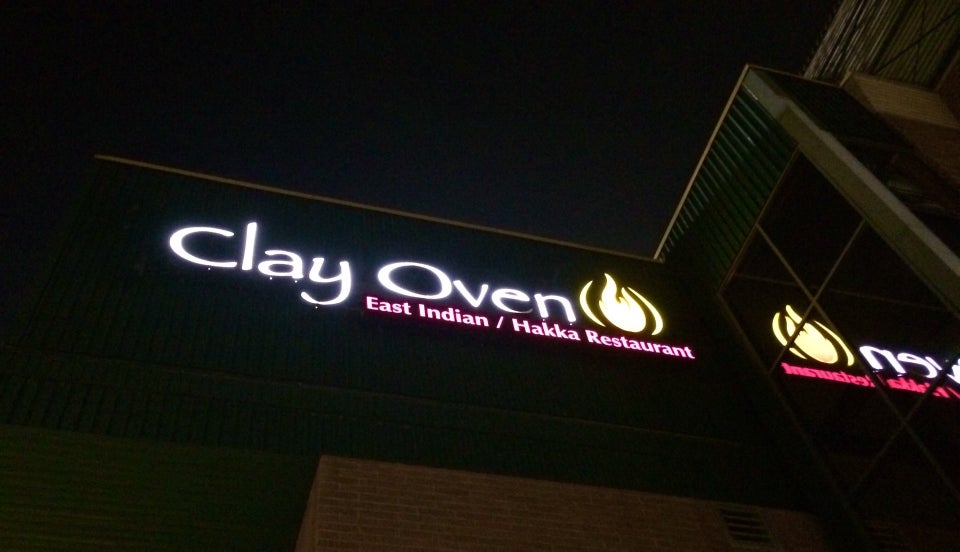 Clay Oven
East Indian / Hakka Restaurant